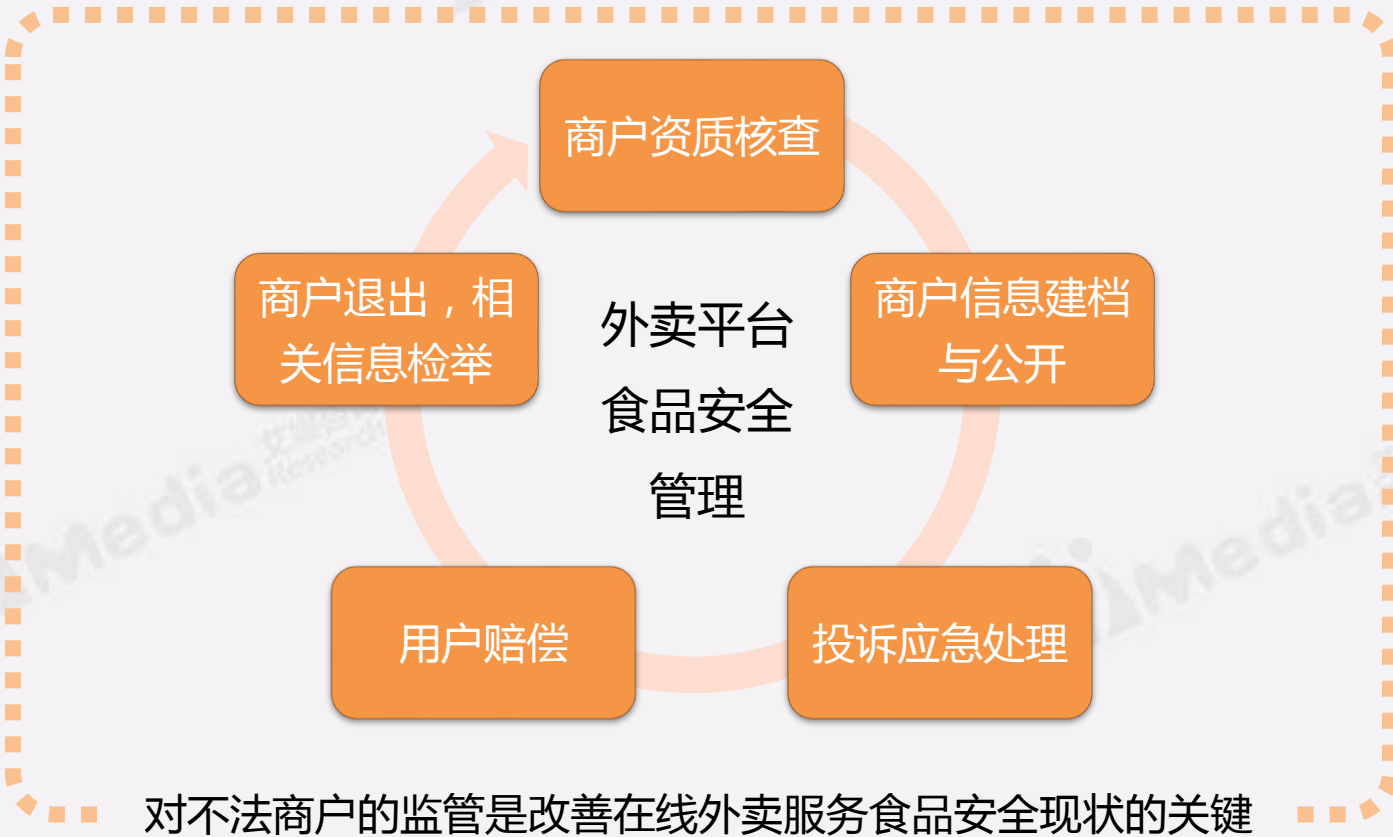 商户资质核查
商户信息建档
与公开
投诉应急处理
用户赔偿
商户退出，相
关信息检举
外卖平台
食品安全
管理
对不法商户的监管是改善在线外卖服务食品安全现状的关键
iMedia
Research
iMedia